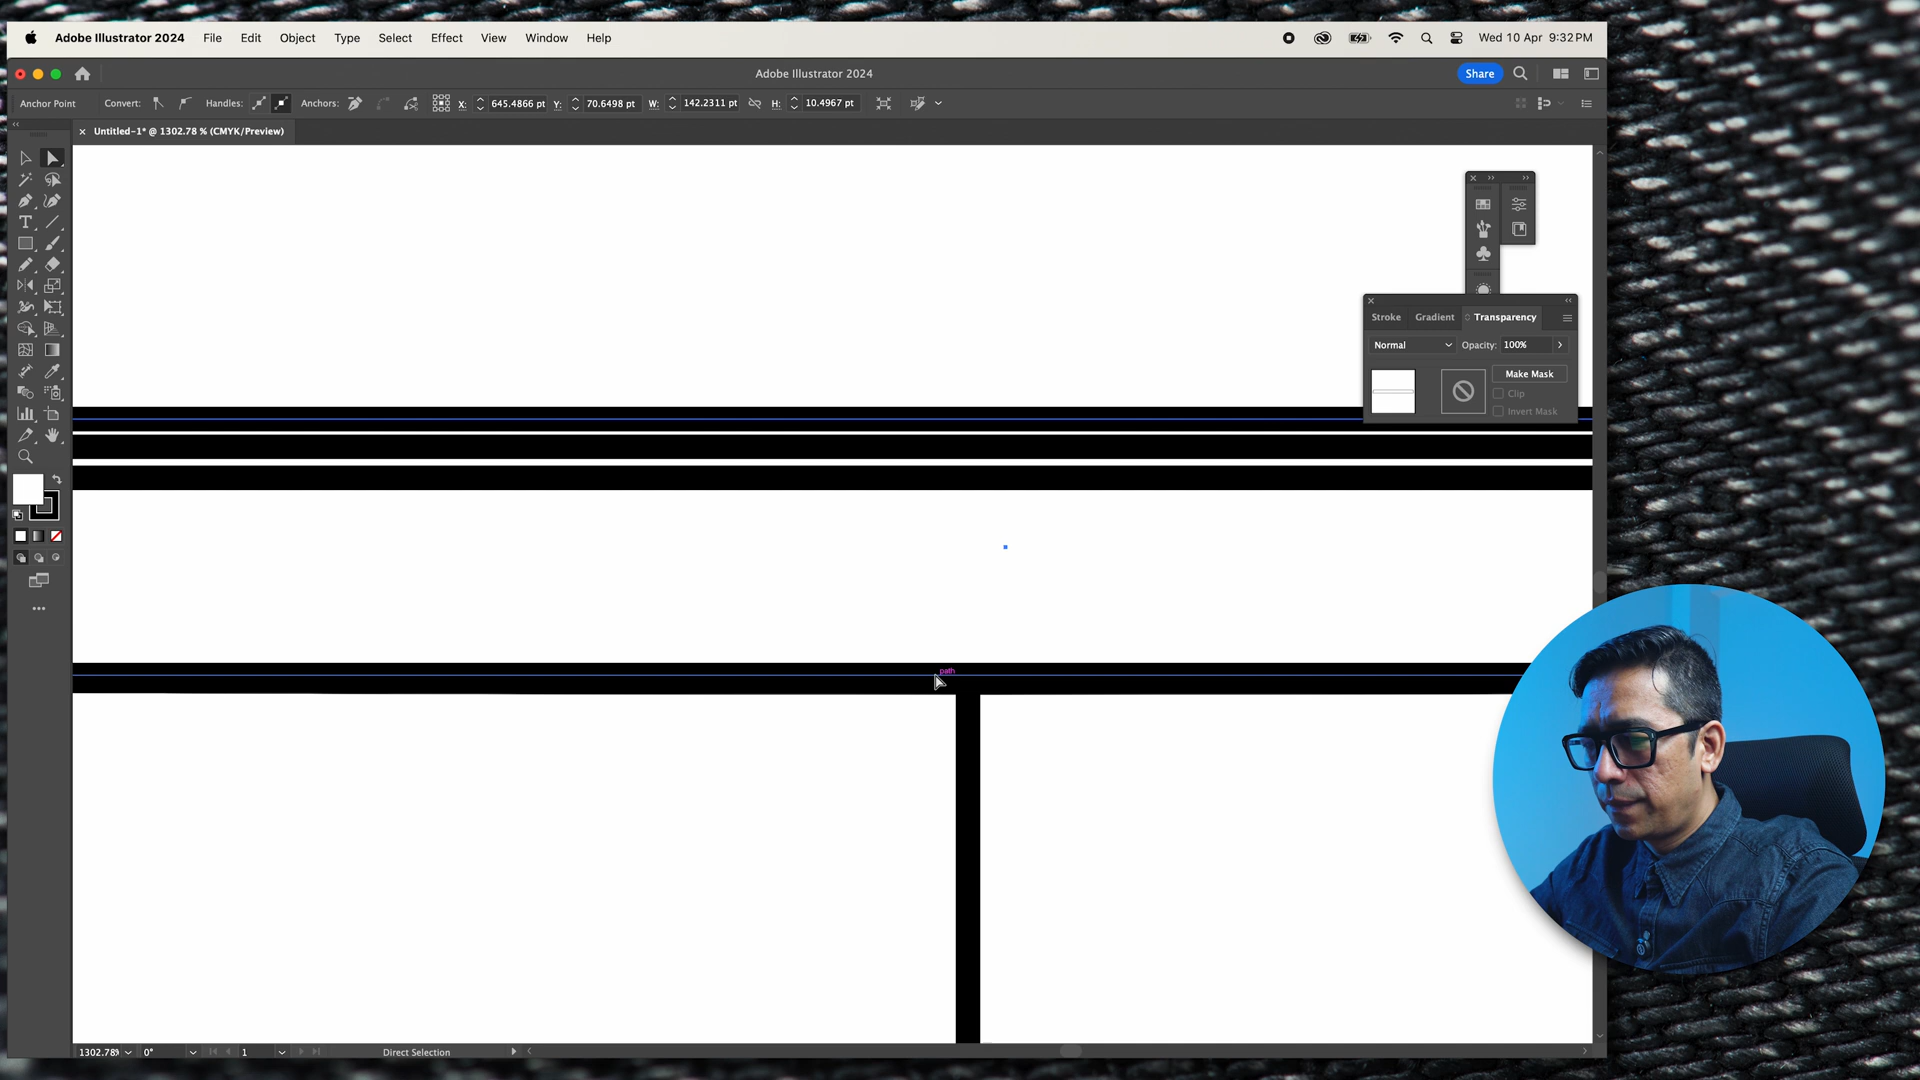 Adobe Illustrator 2024 File Edit Object Type Select Effect View Window Help Wed 10 Apr 9:32 PM
Adobe Illustrator 2024 Share
Anchor Point Convert: Handles: Anchors: X: 645.4866 pt Y: 70.6498 pt W: 142.2311 pt H: 10.4967 pt
× Untitled-1* @ 1302.78 % (CMYK/Preview)
Stroke Gradient Transparency
Normal Opacity: 100%
Make Mask
Clip
Invert Mask
path
1302.78% 0° 1 Direct Selection